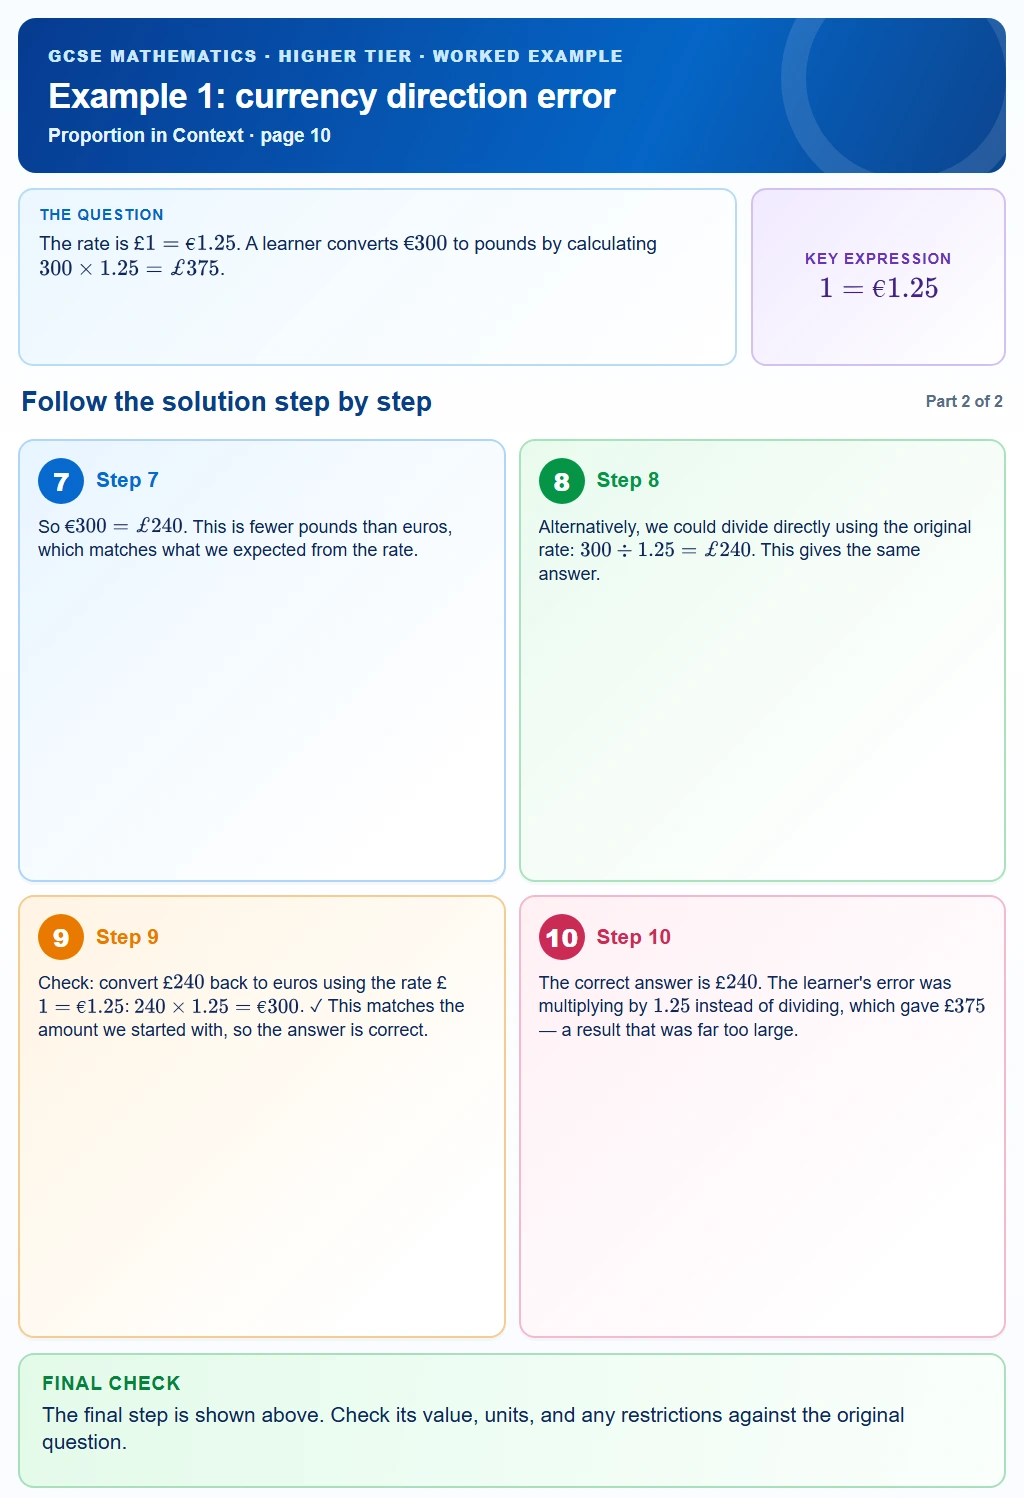 GCSE MATHEMATICS · HIGHER TIER · WORKED EXAMPLE
Example 1: currency direction error
Proportion in Context · page 10
THE QUESTION
The rate is £1 = €1.25. A learner converts €300 to pounds by calculating
300 × 1.25 = £375.
KEY EXPRESSION
1 = €1.25
Follow the solution step by step
Part 2 of 2
7 Step 7
So €300 = £240. This is fewer pounds than euros,
which matches what we expected from the rate.
8 Step 8
Alternatively, we could divide directly using the original
rate: 300 ÷ 1.25 = £240. This gives the same
answer.
9 Step 9
Check: convert £240 back to euros using the rate £
1 = €1.25: 240 × 1.25 = €300. ✓ This matches the
amount we started with, so the answer is correct.
10 Step 10
The correct answer is £240. The learner's error was
multiplying by 1.25 instead of dividing, which gave £375
— a result that was far too large.
FINAL CHECK
The final step is shown above. Check its value, units, and any restrictions against the original
question.